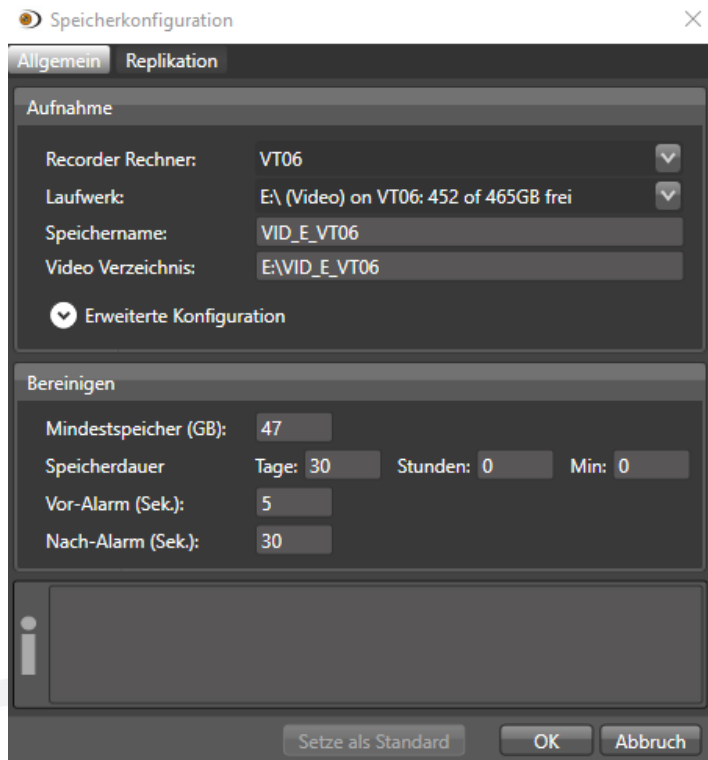 Speicherkonfiguration
Allgemein Replikation
Aufnahme
Recorder Rechner: VT06
Laufwerk: E:\ (Video) on VT06: 452 of 465GB frei
Speichername: VID_E_VT06
Video Verzeichnis: E:\VID_E_VT06
Erweiterte Konfiguration
Bereinigen
Mindestspeicher (GB): 47
Speicherdauer Tage: 30 Stunden: 0 Min: 0
Vor-Alarm (Sek.): 5
Nach-Alarm (Sek.): 30
Setze als Standard OK Abbruch